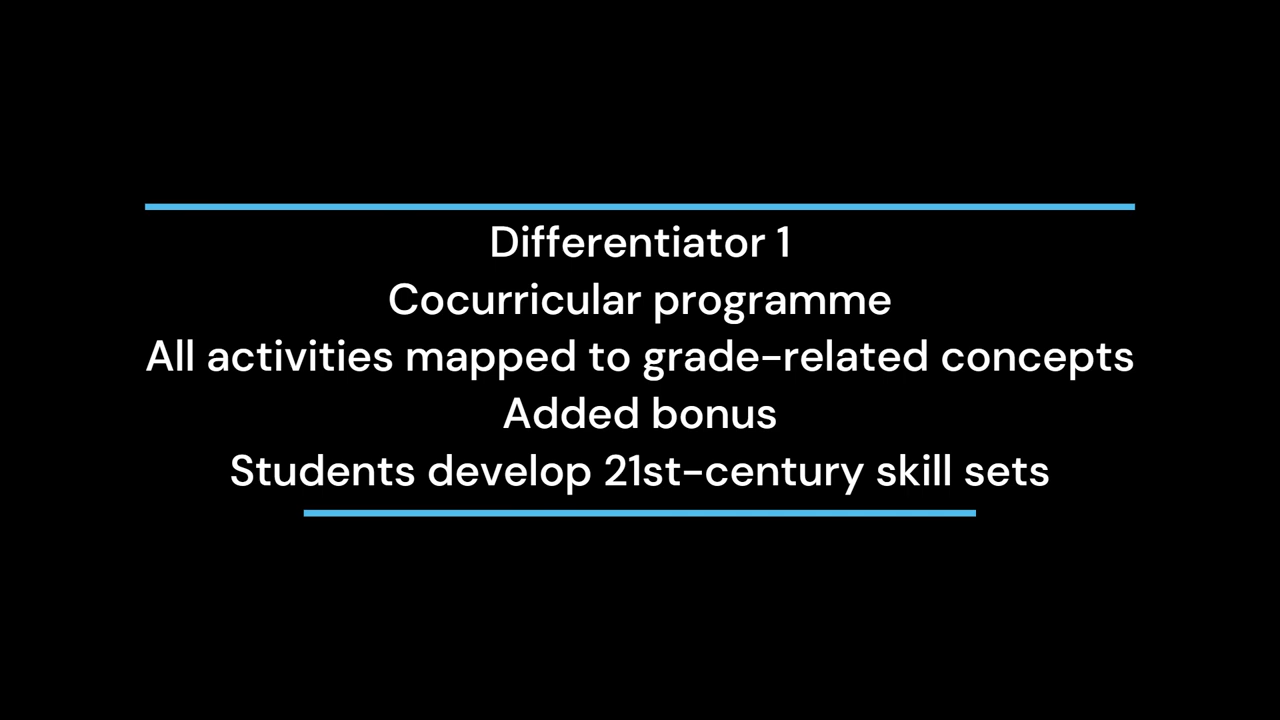 Differentiator 1
Cocurricular programme
All activities mapped to grade-related concepts
Added bonus
Students develop 21st-century skill sets